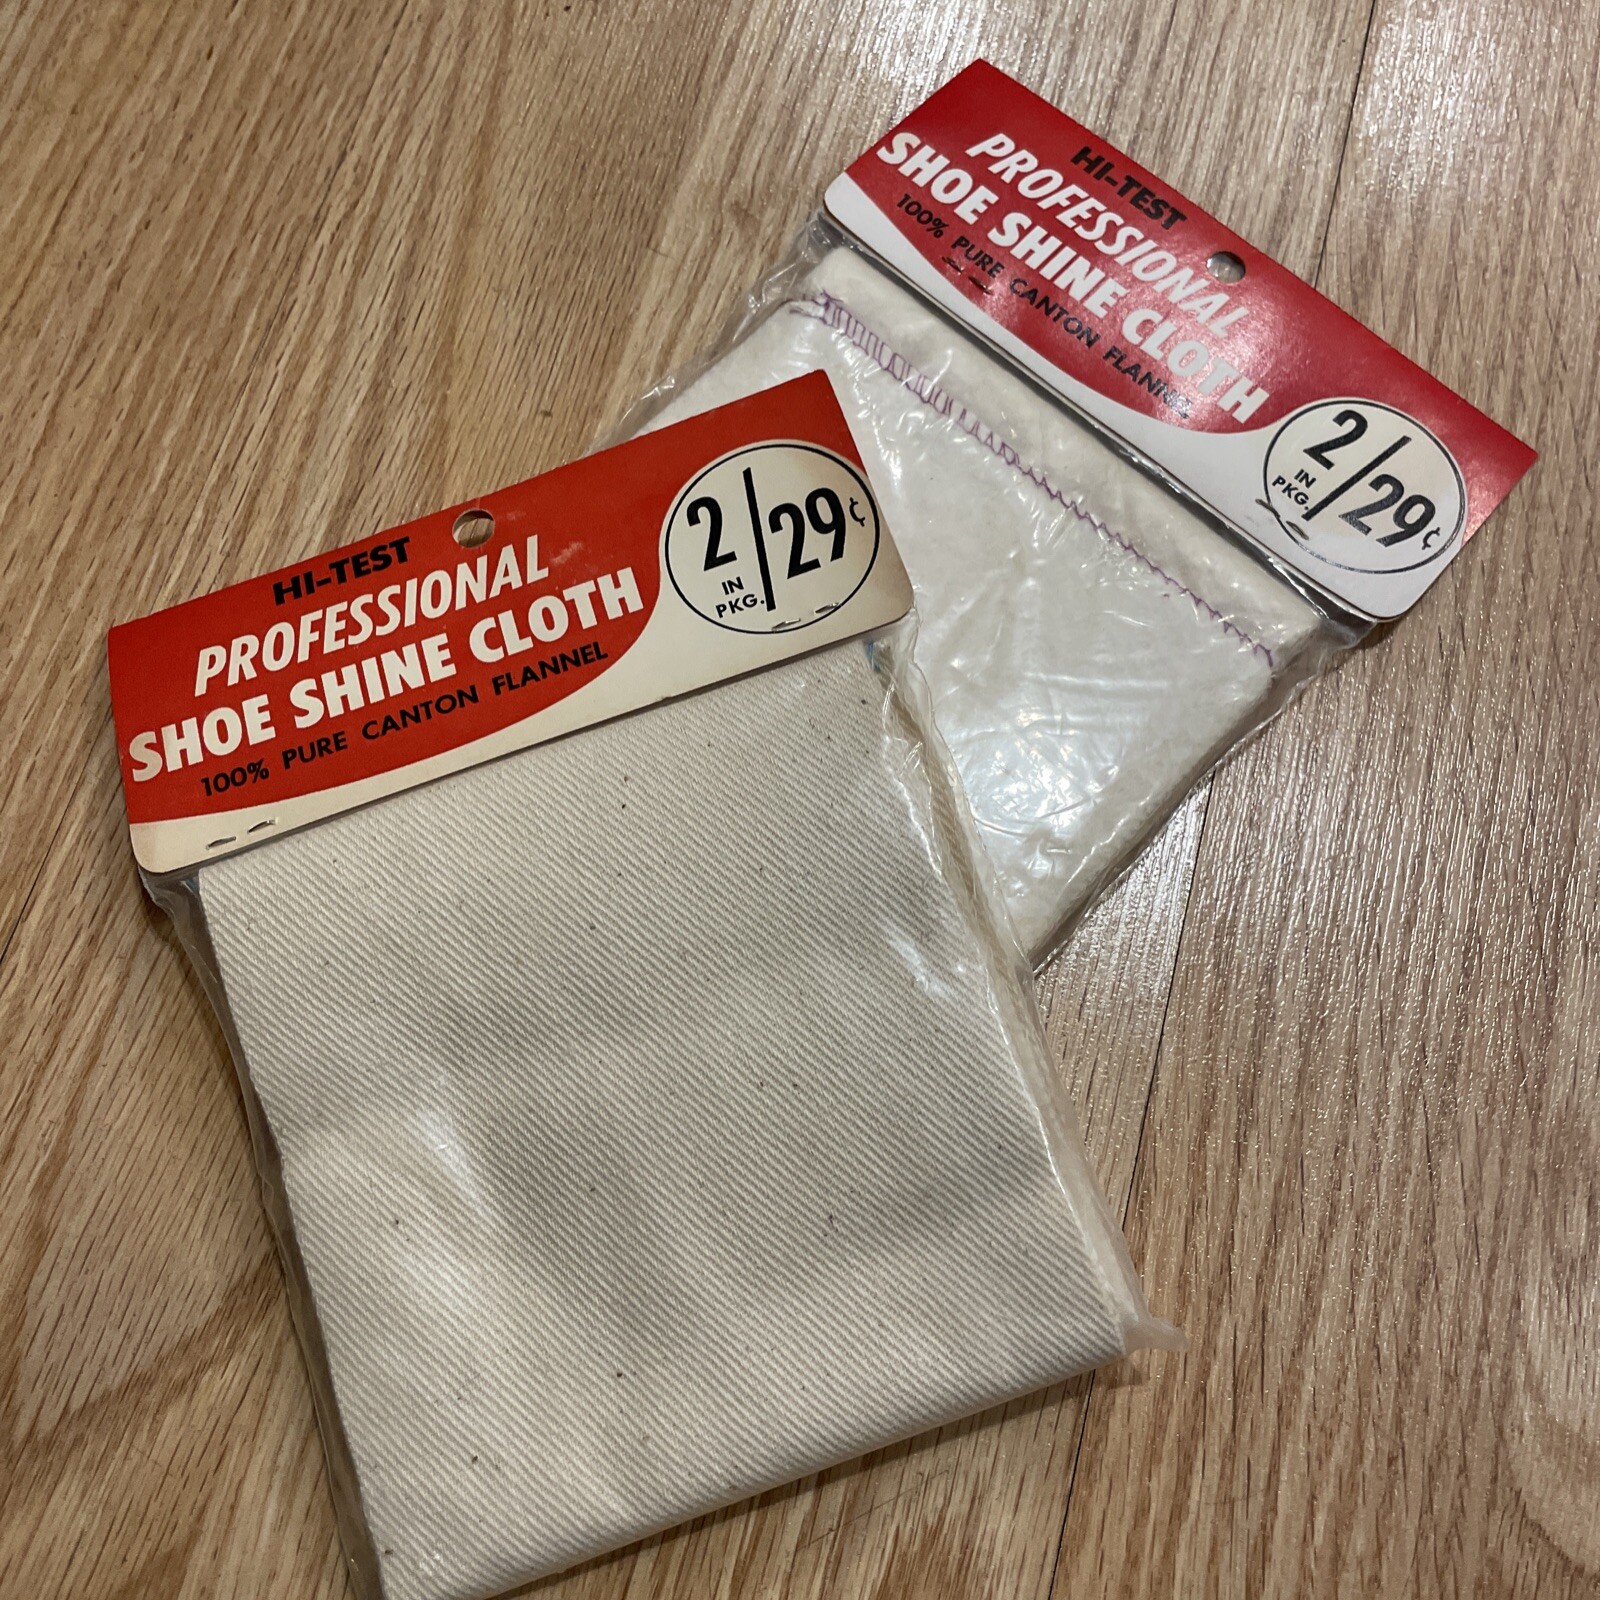 HI-TEST
PROFESSIONAL
SHOE SHINE CLOTH
100% PURE CANTON FLANNEL
2 IN PKG. / 29¢
HI-TEST
PROFESSIONAL
SHOE SHINE CLOTH
100% PURE CANTON FLANNEL
2 IN PKG. / 29¢